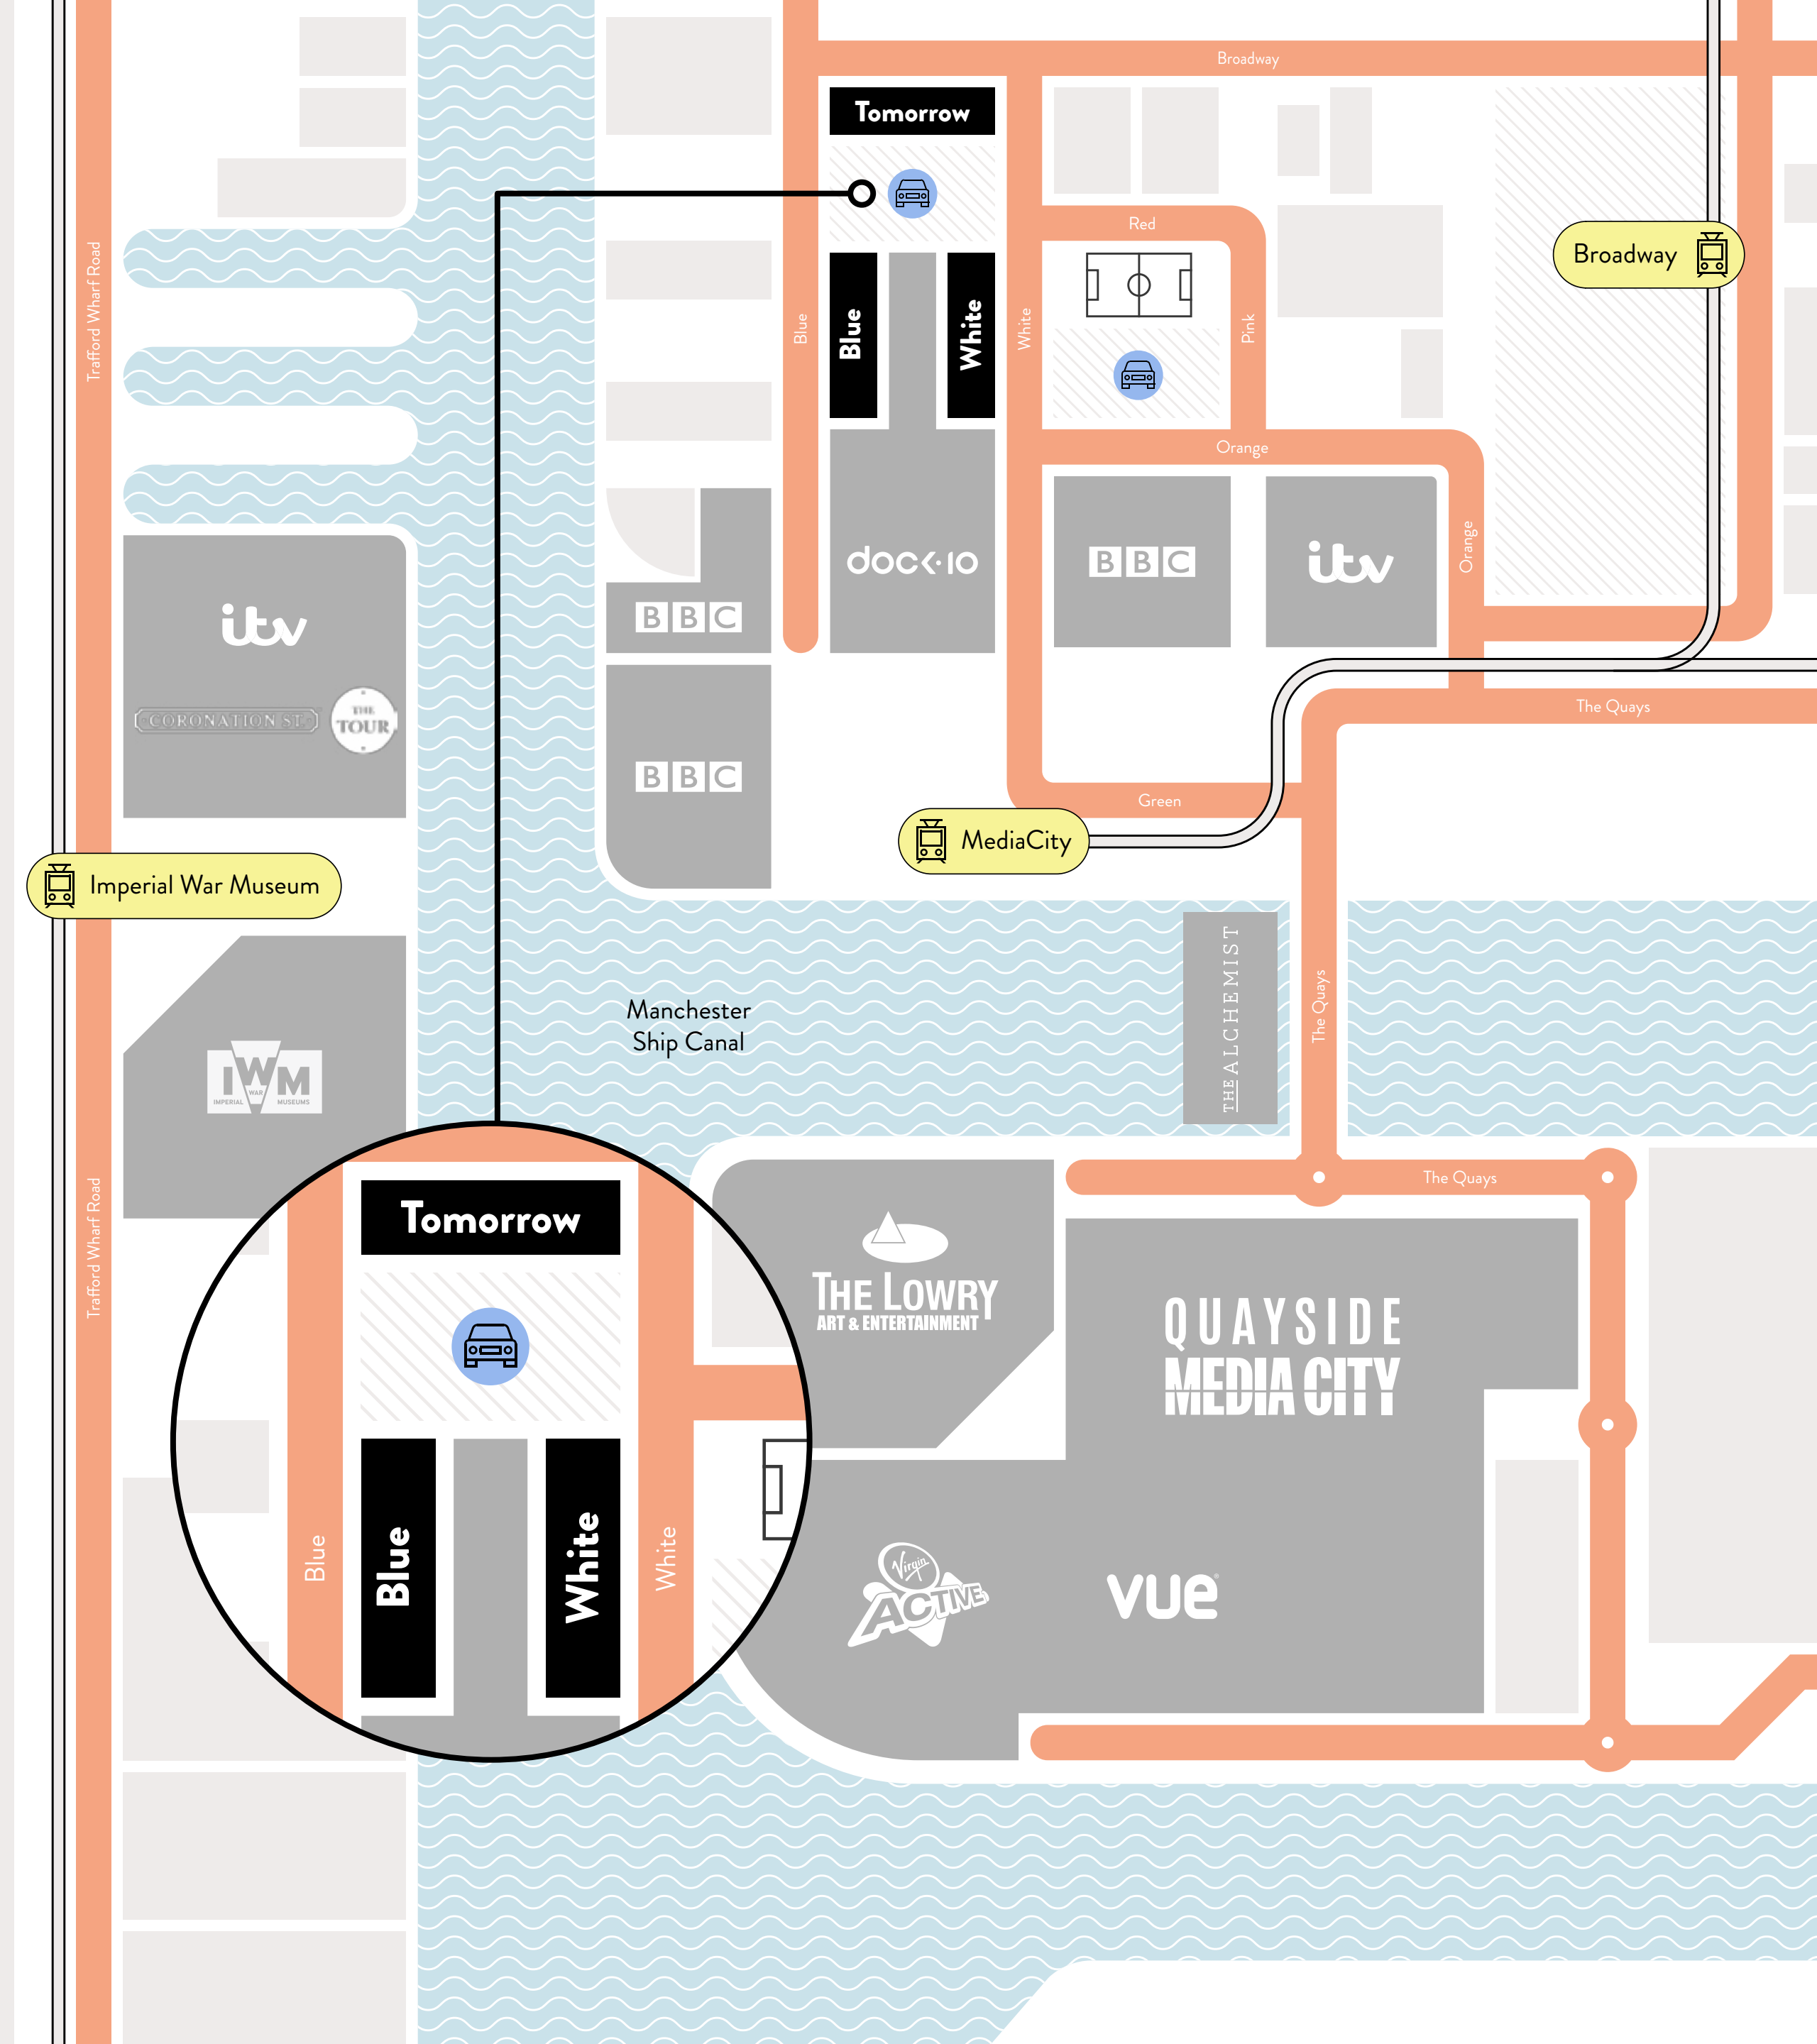 Broadway
Tomorrow
Trafford Wharf Road
Red
Broadway
Blue
Blue
White
White
Pink
Orange
Orange
dock10
BBC
itv
BBC
itv
CORONATION ST.
THE
TOUR
The Quays
BBC
Green
MediaCity
Imperial War Museum
THE ALCHEMIST
The Quays
Manchester
Ship Canal
IWM
IMPERIAL WAR MUSEUMS
Trafford Wharf Road
The Quays
Tomorrow
THE LOWRY
ART & ENTERTAINMENT
QUAYSIDE
MEDIA CITY
Blue
Blue
White
White
Virgin
ACTIVE
vue